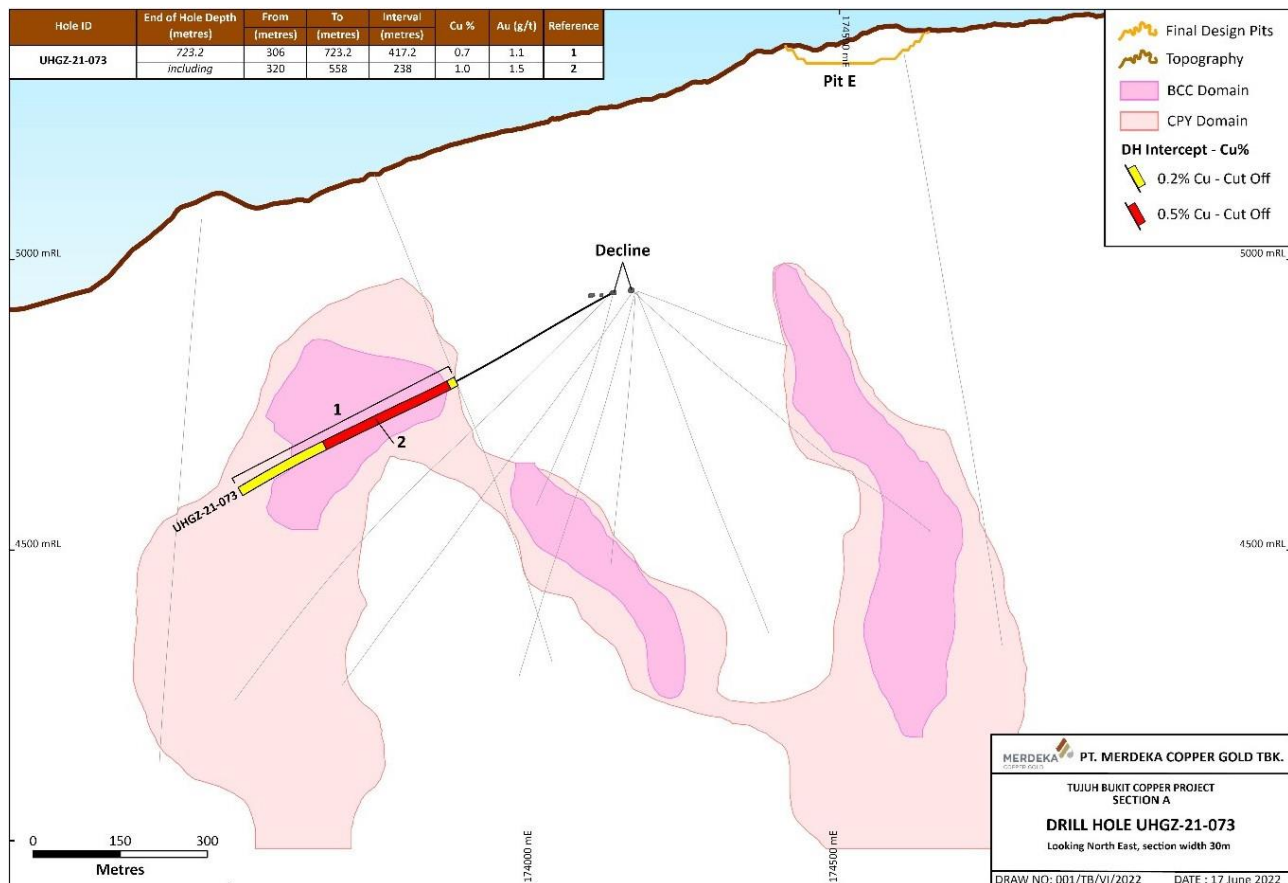 Hole ID End of Hole Depth (metres) From (metres) To (metres) Interval (metres) Cu % Au (g/t) Reference
UHGZ-21-073 723.2 306 723.2 417.2 0.7 1.1 1
including 320 558 238 1.0 1.5 2
174500 mE
Pit E
Final Design Pits
Topography
BCC Domain
CPY Domain
DH Intercept - Cu%
0.2% Cu - Cut Off
0.5% Cu - Cut Off
5000 mRL
5000 mRL
Decline
1
2
UHGZ-21-073
4500 mRL
4500 mRL
0 150 300
Metres
174000 mE
174500 mE
MERDEKA
COPPER GOLD
PT. MERDEKA COPPER GOLD TBK.
TUJUH BUKIT COPPER PROJECT
SECTION A
DRILL HOLE UHGZ-21-073
Looking North East, section width 30m
DRAW NO: 001/TB/VI/2022 DATE : 17 June 2022